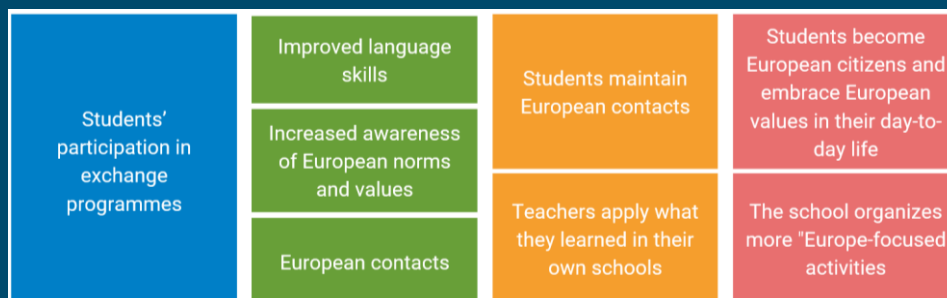 Students'
participation in
exchange
programmes
Improved language
skills
Increased awareness
of European norms
and values
European contacts
Students maintain
European contacts
Teachers apply what
they learned in their
own schools
Students become
European citizens and
embrace European
values in their day-to-
day life
The school organizes
more "Europe-focused
activities